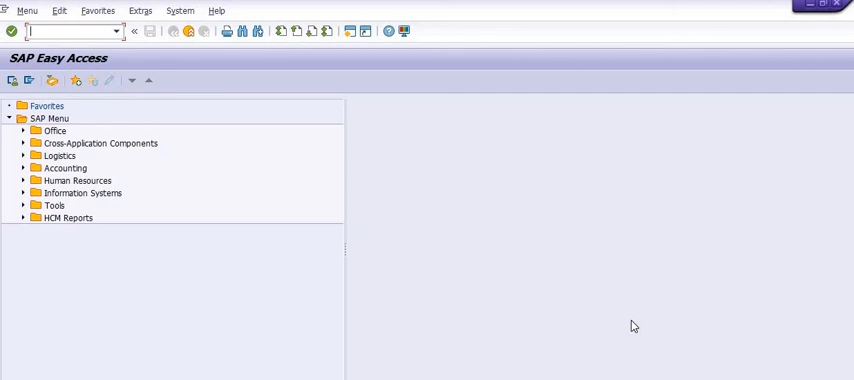 Menu Edit Favorites Extras System Help
SAP Easy Access
Favorites
SAP Menu
Office
Cross-Application Components
Logistics
Accounting
Human Resources
Information Systems
Tools
HCM Reports